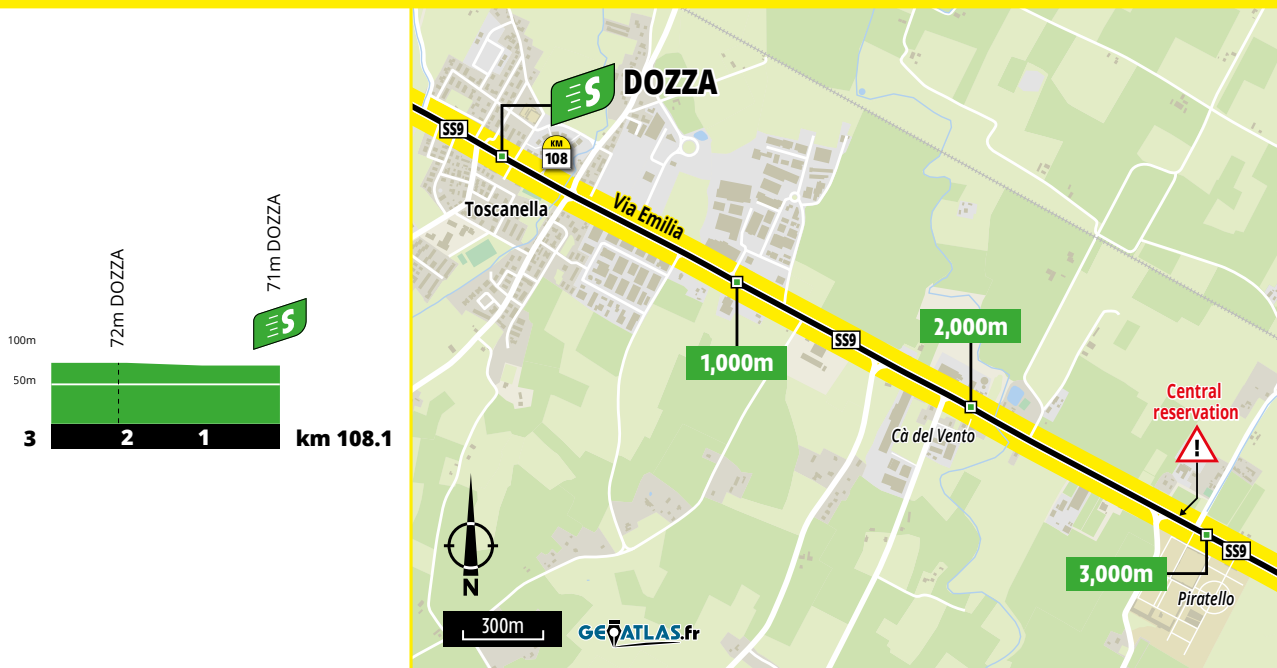 100m
50m
72m DOZZA
71m DOZZA
S
3
2
1
km 108.1
S
DOZZA
SS9
KM
108
Toscanella
Via Emilia
1,000m
SS9
2,000m
Cà del Vento
Central
reservation
!
3,000m
SS9
Piratello
N
300m
GEOATLAS.fr